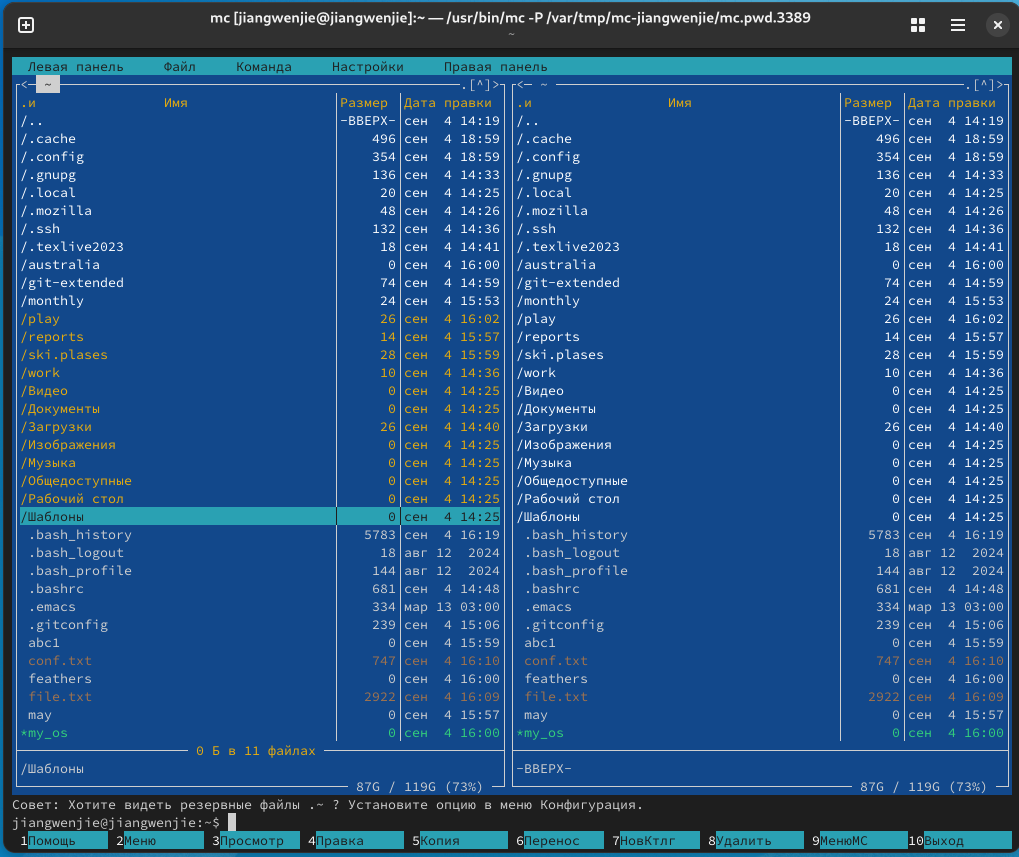 mc [jiangwenjie@jiangwenjie]:~ — /usr/bin/mc -P /var/tmp/mc-jiangwenjie/mc.pwd.3389
~
Левая панель Файл Команда Настройки Правая панель
<─ ~ .[^]> <─ ~ .[^]>
.и Имя Размер Дата правки .и Имя Размер Дата правки
/.. -ВВЕРХ- сен 4 14:19 /.. -ВВЕРХ- сен 4 14:19
/.cache 496 сен 4 18:59 /.cache 496 сен 4 18:59
/.config 354 сен 4 18:59 /.config 354 сен 4 18:59
/.gnupg 136 сен 4 14:33 /.gnupg 136 сен 4 14:33
/.local 20 сен 4 14:25 /.local 20 сен 4 14:25
/.mozilla 48 сен 4 14:26 /.mozilla 48 сен 4 14:26
/.ssh 132 сен 4 14:36 /.ssh 132 сен 4 14:36
/.texlive2023 18 сен 4 14:41 /.texlive2023 18 сен 4 14:41
/australia 0 сен 4 16:00 /australia 0 сен 4 16:00
/git-extended 74 сен 4 14:59 /git-extended 74 сен 4 14:59
/monthly 24 сен 4 15:53 /monthly 24 сен 4 15:53
/play 26 сен 4 16:02 /play 26 сен 4 16:02
/reports 14 сен 4 15:57 /reports 14 сен 4 15:57
/ski.plases 28 сен 4 15:59 /ski.plases 28 сен 4 15:59
/work 10 сен 4 14:36 /work 10 сен 4 14:36
/Видео 0 сен 4 14:25 /Видео 0 сен 4 14:25
/Документы 0 сен 4 14:25 /Документы 0 сен 4 14:25
/Загрузки 26 сен 4 14:40 /Загрузки 26 сен 4 14:40
/Изображения 0 сен 4 14:25 /Изображения 0 сен 4 14:25
/Музыка 0 сен 4 14:25 /Музыка 0 сен 4 14:25
/Общедоступные 0 сен 4 14:25 /Общедоступные 0 сен 4 14:25
/Рабочий стол 0 сен 4 14:25 /Рабочий стол 0 сен 4 14:25
/Шаблоны 0 сен 4 14:25 /Шаблоны 0 сен 4 14:25
.bash_history 5783 сен 4 16:19 .bash_history 5783 сен 4 16:19
.bash_logout 18 авг 12 2024 .bash_logout 18 авг 12 2024
.bash_profile 144 авг 12 2024 .bash_profile 144 авг 12 2024
.bashrc 681 сен 4 14:48 .bashrc 681 сен 4 14:48
.emacs 334 мар 13 03:00 .emacs 334 мар 13 03:00
.gitconfig 239 сен 4 15:06 .gitconfig 239 сен 4 15:06
abc1 0 сен 4 15:59 abc1 0 сен 4 15:59
conf.txt 747 сен 4 16:10 conf.txt 747 сен 4 16:10
feathers 0 сен 4 16:00 feathers 0 сен 4 16:00
file.txt 2922 сен 4 16:09 file.txt 2922 сен 4 16:09
may 0 сен 4 15:57 may 0 сен 4 15:57
*my_os 0 сен 4 16:00 *my_os 0 сен 4 16:00
0 Б в 11 файлах
/Шаблоны -ВВЕРХ-
87G / 119G (73%) 87G / 119G (73%)
Совет: Хотите видеть резервные файлы .~ ? Установите опцию в меню Конфигурация.
jiangwenjie@jiangwenjie:~$
1Помощь 2Меню 3Просмотр 4Правка 5Копия 6Перенос 7НовКтлг 8Удалить 9МенюMC 10Выход